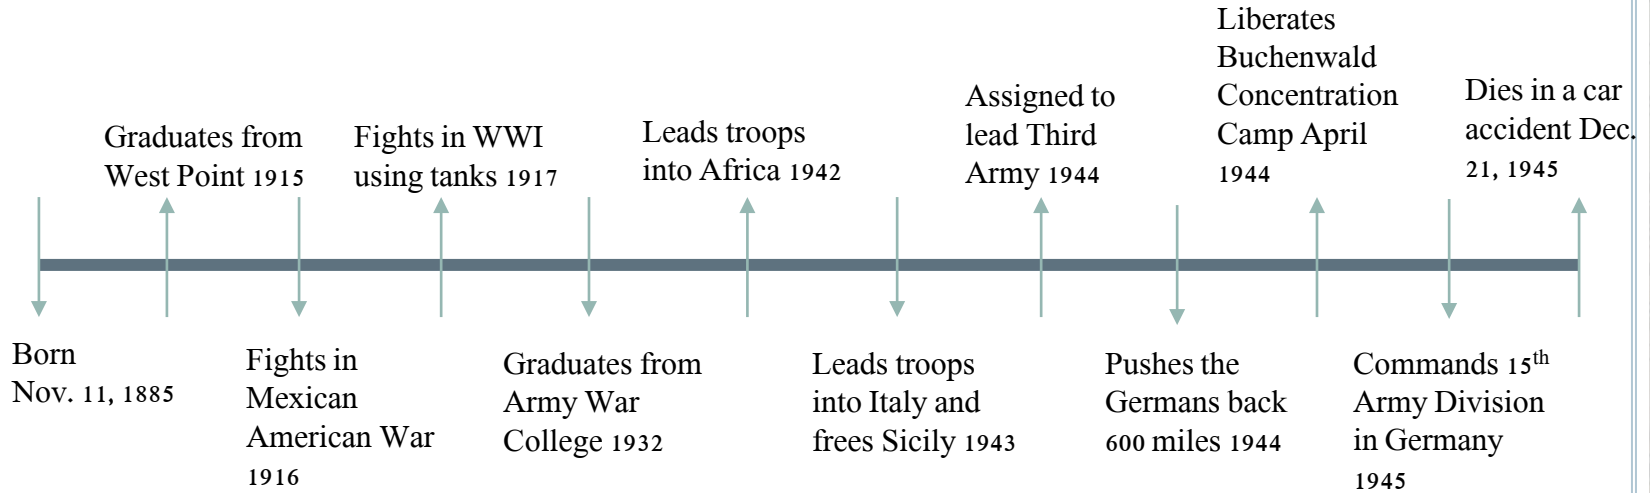 Born
Nov. 11, 1885
Graduates from
West Point 1915
Fights in
Mexican
American War
1916
Fights in WWI
using tanks 1917
Graduates from
Army War
College 1932
Leads troops
into Africa 1942
Leads troops
into Italy and
frees Sicily 1943
Assigned to
lead Third
Army 1944
Pushes the
Germans back
600 miles 1944
Liberates
Buchenwald
Concentration
Camp April
1944
Commands 15th
Army Division
in Germany
1945
Dies in a car
accident Dec.
21, 1945